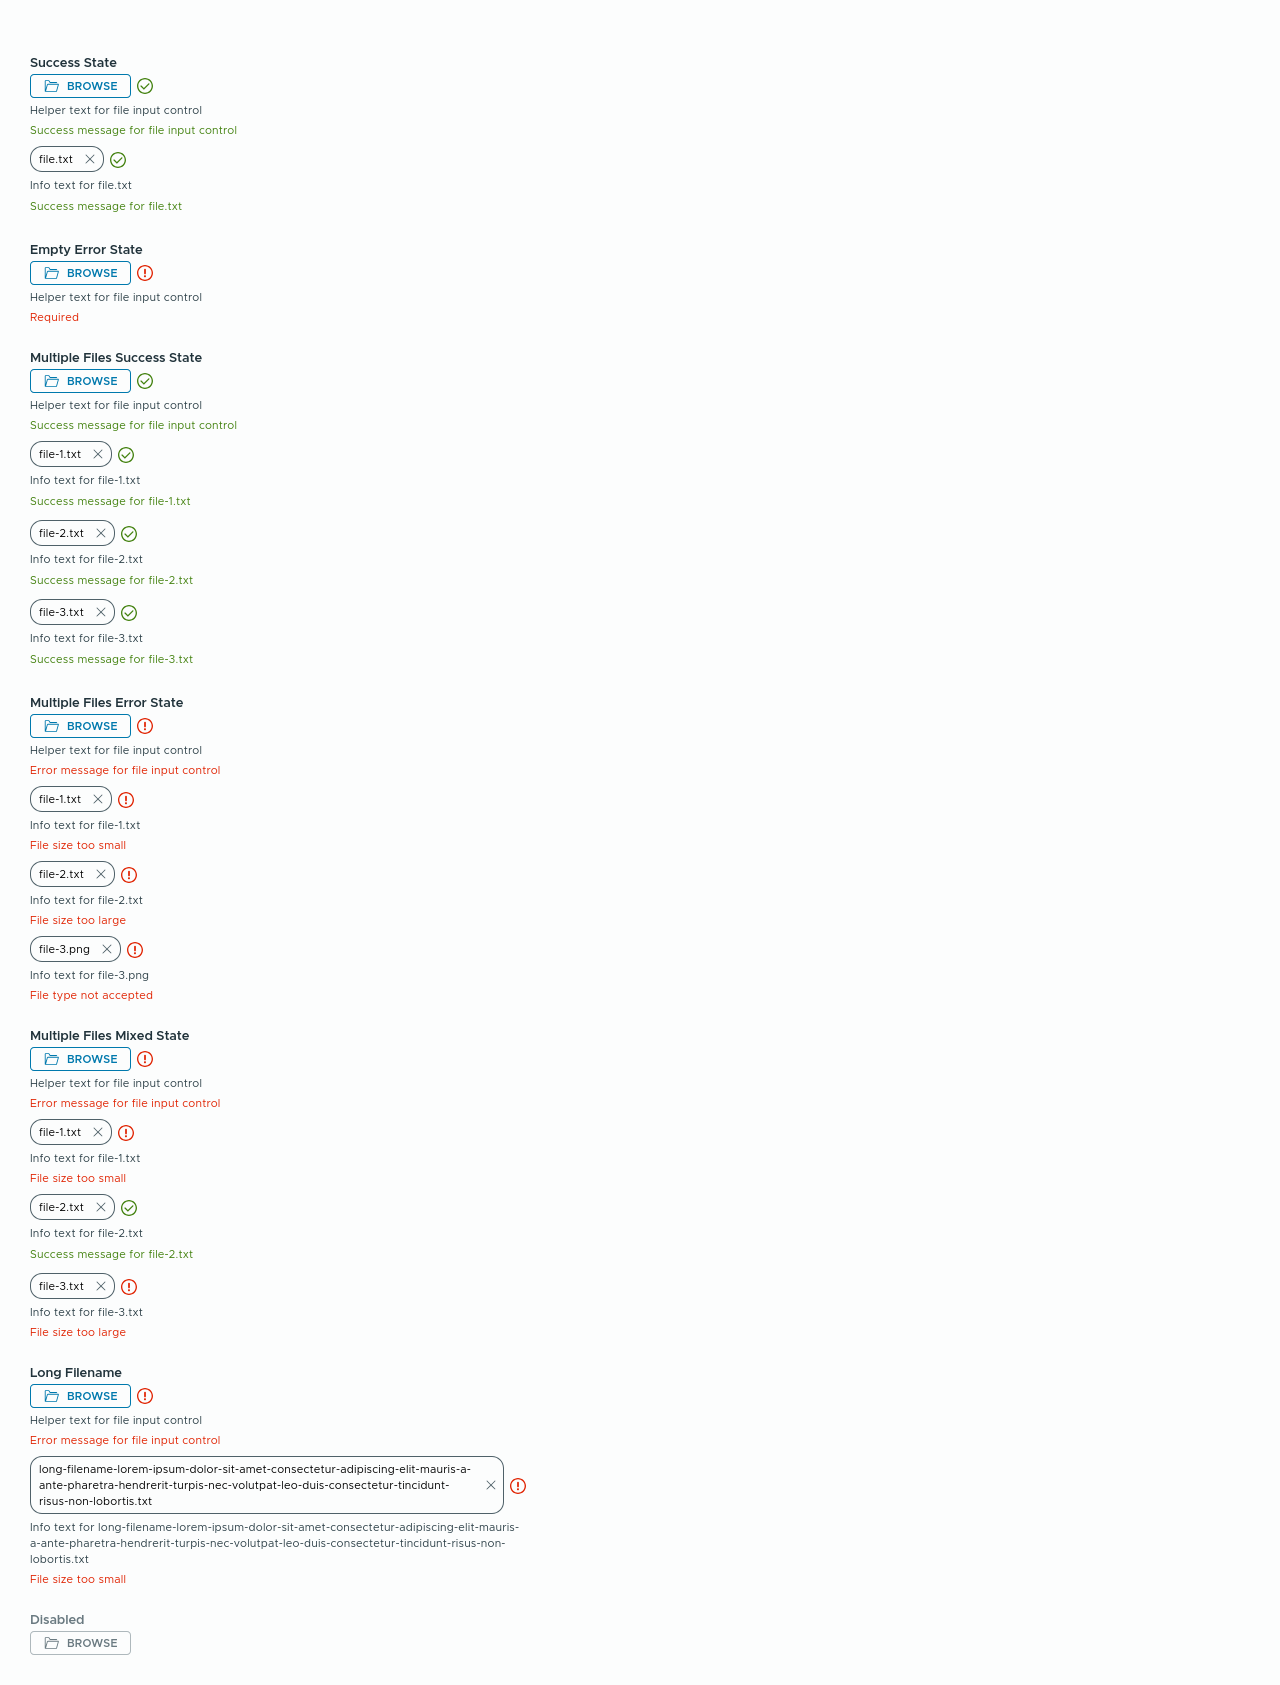 Success State
BROWSE
Helper text for file input control
Success message for file input control
file.txt
Info text for file.txt
Success message for file.txt
Empty Error State
BROWSE
Helper text for file input control
Required
Multiple Files Success State
BROWSE
Helper text for file input control
Success message for file input control
file-1.txt
Info text for file-1.txt
Success message for file-1.txt
file-2.txt
Info text for file-2.txt
Success message for file-2.txt
file-3.txt
Info text for file-3.txt
Success message for file-3.txt
Multiple Files Error State
BROWSE
Helper text for file input control
Error message for file input control
file-1.txt
Info text for file-1.txt
File size too small
file-2.txt
Info text for file-2.txt
File size too large
file-3.png
Info text for file-3.png
File type not accepted
Multiple Files Mixed State
BROWSE
Helper text for file input control
Error message for file input control
file-1.txt
Info text for file-1.txt
File size too small
file-2.txt
Info text for file-2.txt
Success message for file-2.txt
file-3.txt
Info text for file-3.txt
File size too large
Long Filename
BROWSE
Helper text for file input control
Error message for file input control
long-filename-lorem-ipsum-dolor-sit-amet-consectetur-adipiscing-elit-mauris-a-
ante-pharetra-hendrerit-turpis-nec-volutpat-leo-duis-consectetur-tincidunt-
risus-non-lobortis.txt
Info text for long-filename-lorem-ipsum-dolor-sit-amet-consectetur-adipiscing-elit-mauris-
a-ante-pharetra-hendrerit-turpis-nec-volutpat-leo-duis-consectetur-tincidunt-risus-non-
lobortis.txt
File size too small
Disabled
BROWSE